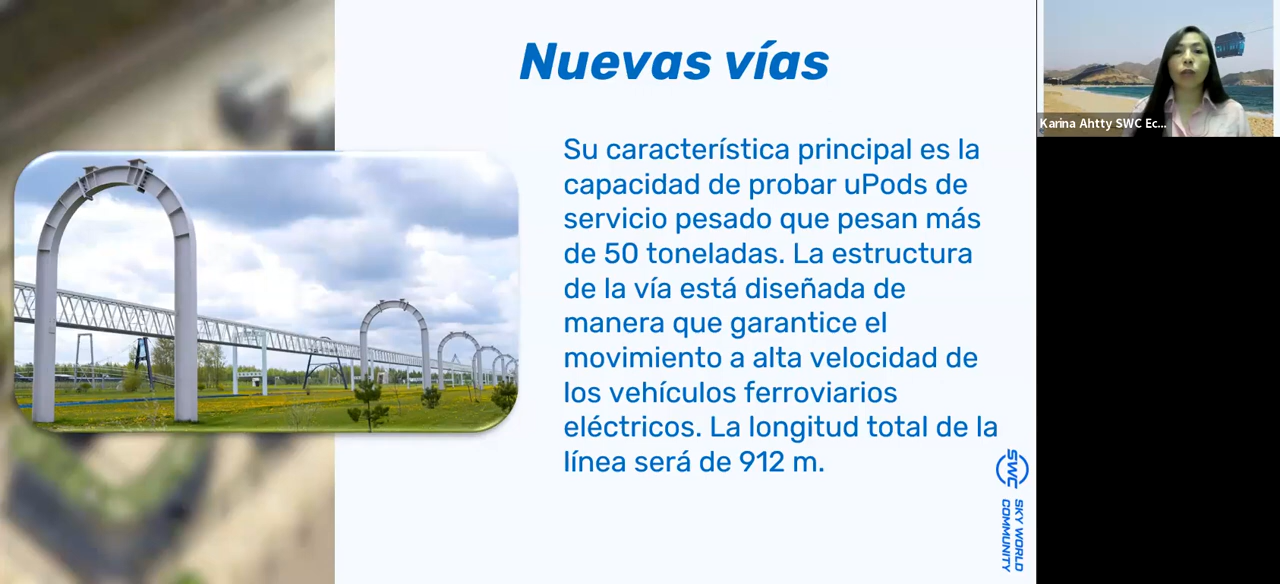 Nuevas vías
Su característica principal es la
capacidad de probar uPods de
servicio pesado que pesan más
de 50 toneladas. La estructura
de la vía está diseñada de
manera que garantice el
movimiento a alta velocidad de
los vehículos ferroviarios
eléctricos. La longitud total de la
línea será de 912 m.
Karina Ahtty SWC Ec...
SWC
SKY WORLD
COMMUNITY